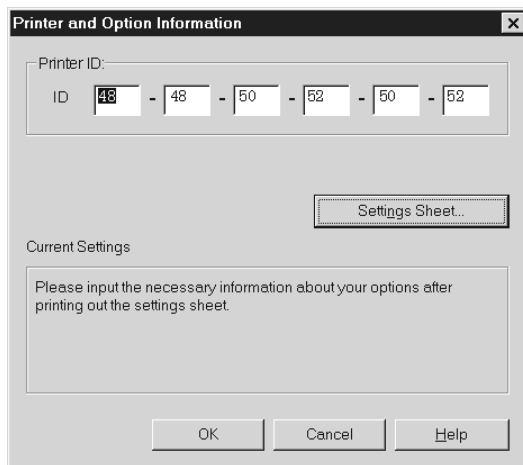 Printer and Option Information
Printer ID:
ID 48 - 48 - 50 - 52 - 50 - 52
Settings Sheet...
Current Settings
Please input the necessary information about your options after
printing out the settings sheet.
OK Cancel Help